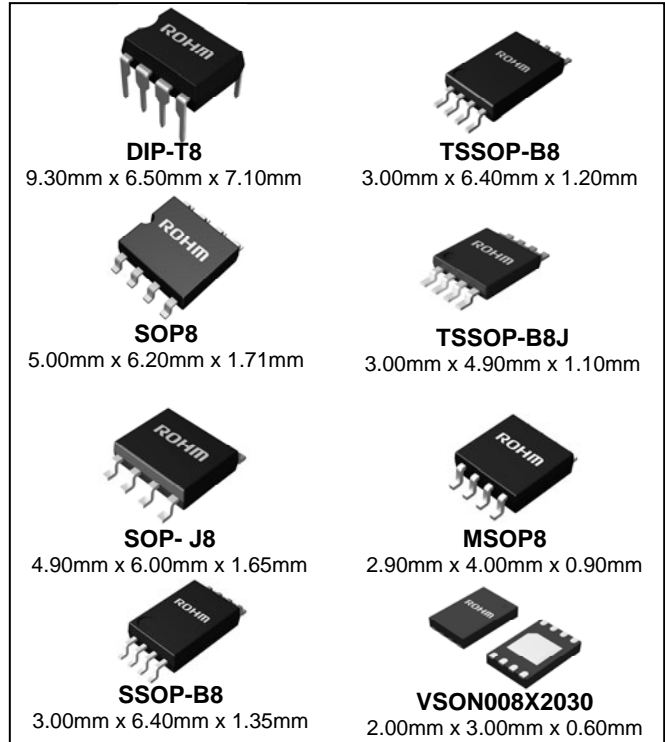 ROHM
DIP-T8
9.30mm x 6.50mm x 7.10mm
ROHM
TSSOP-B8
3.00mm x 6.40mm x 1.20mm
ROHM
SOP8
5.00mm x 6.20mm x 1.71mm
ROHM
TSSOP-B8J
3.00mm x 4.90mm x 1.10mm
ROHM
SOP- J8
4.90mm x 6.00mm x 1.65mm
ROHM
MSOP8
2.90mm x 4.00mm x 0.90mm
ROHM
SSOP-B8
3.00mm x 6.40mm x 1.35mm
ROHM
VSON008X2030
2.00mm x 3.00mm x 0.60mm